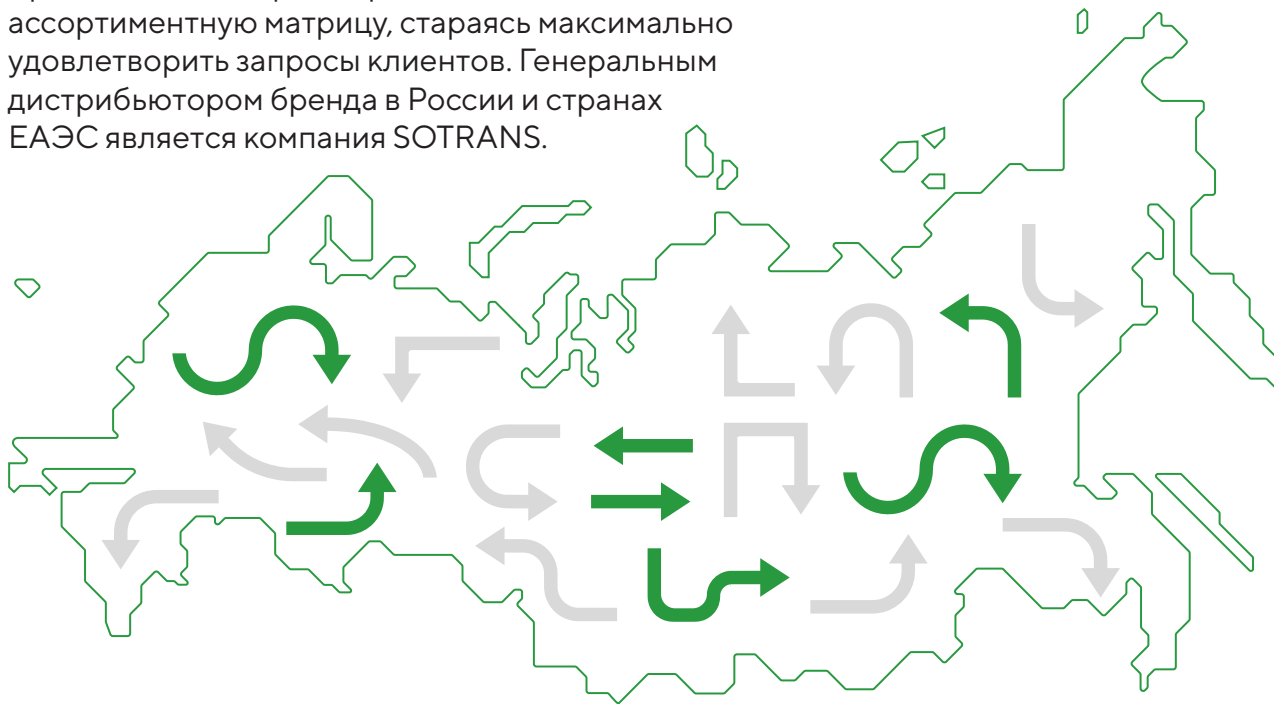 ассортиментную матрицу, стараясь максимально
удовлетворить запросы клиентов. Генеральным
дистрибьютором бренда в России и странах
ЕАЭС является компания SOTRANS.